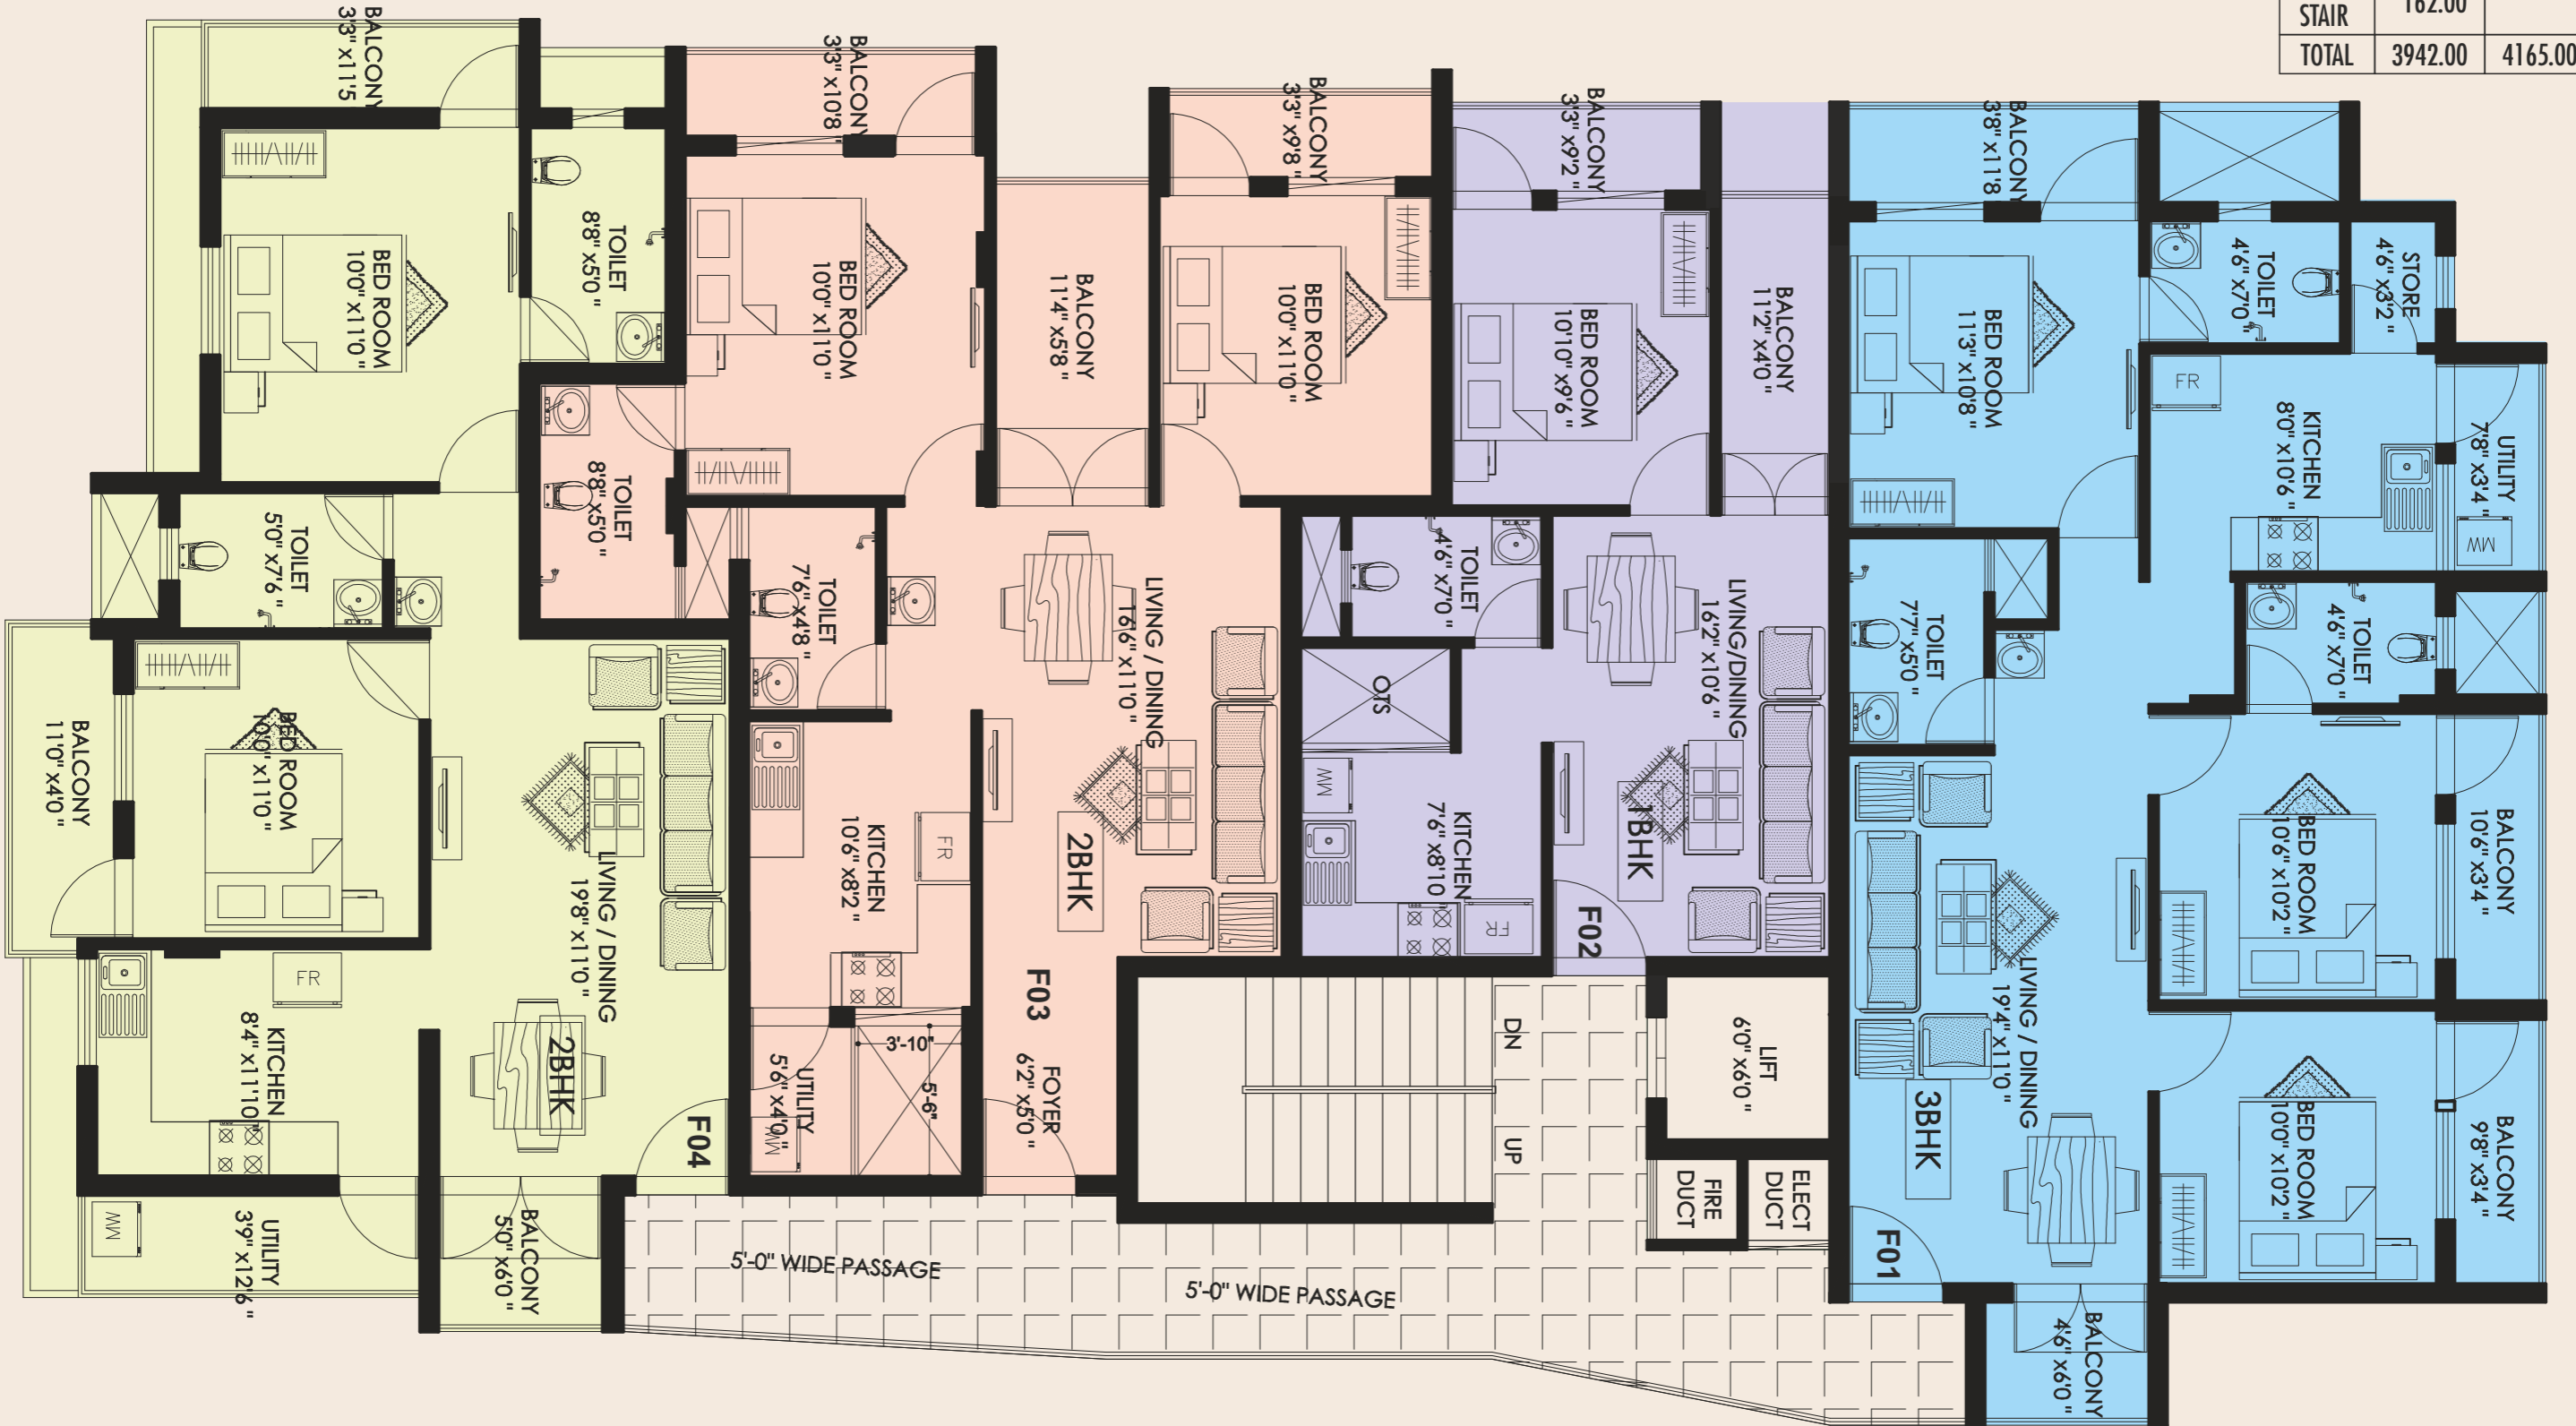 STAIR 162.00
TOTAL 3942.00 4165.00
BALCONY
3'3" x11'5
BED ROOM
10'0" x11'0"
TOILET
8'8" x5'0"
TOILET
5'0" x7'6"
BALCONY
11'0" x4'0"
BED ROOM
10'0" x11'0"
LIVING / DINING
19'8" x11'0"
FR
KITCHEN
8'4" x11'10"
2BHK
F04
WM
UTILITY
3'9" x12'6"
BALCONY
5'0" x6'0"
BALCONY
3'3" x10'8"
BED ROOM
10'0" x11'0"
BALCONY
11'4" x5'8"
BALCONY
3'3" x9'8"
BED ROOM
10'0" x11'0"
TOILET
8'8" x5'0"
TOILET
7'6" x4'8"
LIVING / DINING
16'6" x11'0"
KITCHEN
10'6" x8'2"
FR
2BHK
F03
FOYER
6'2" x5'0"
UTILITY
5'6" x4'0"
WM
3'-10"
5'-6"
BALCONY
3'3" x9'2"
BED ROOM
10'10" x9'6"
BALCONY
11'2" x4'0"
TOILET
4'6" x7'0"
OTS
LIVING/DINING
16'2" x10'6"
WM
KITCHEN
7'6" x8'10"
FR
1BHK
F02
DN
UP
LIFT
6'0" x6'0"
FIRE
DUCT
ELECT
DUCT
5'-0" WIDE PASSAGE
5'-0" WIDE PASSAGE
BALCONY
3'8" x11'8"
BED ROOM
11'3" x10'8"
TOILET
4'6" x7'0"
STORE
4'6" x3'2"
FR
KITCHEN
8'0" x10'6"
UTILITY
7'8" x3'4"
WM
TOILET
7'7" x5'0"
TOILET
4'6" x7'0"
BED ROOM
10'6" x10'2"
BALCONY
10'6" x3'4"
LIVING / DINING
19'4" x11'0"
3BHK
F01
BED ROOM
10'0" x10'2"
BALCONY
9'8" x3'4"
BALCONY
4'6" x6'0"